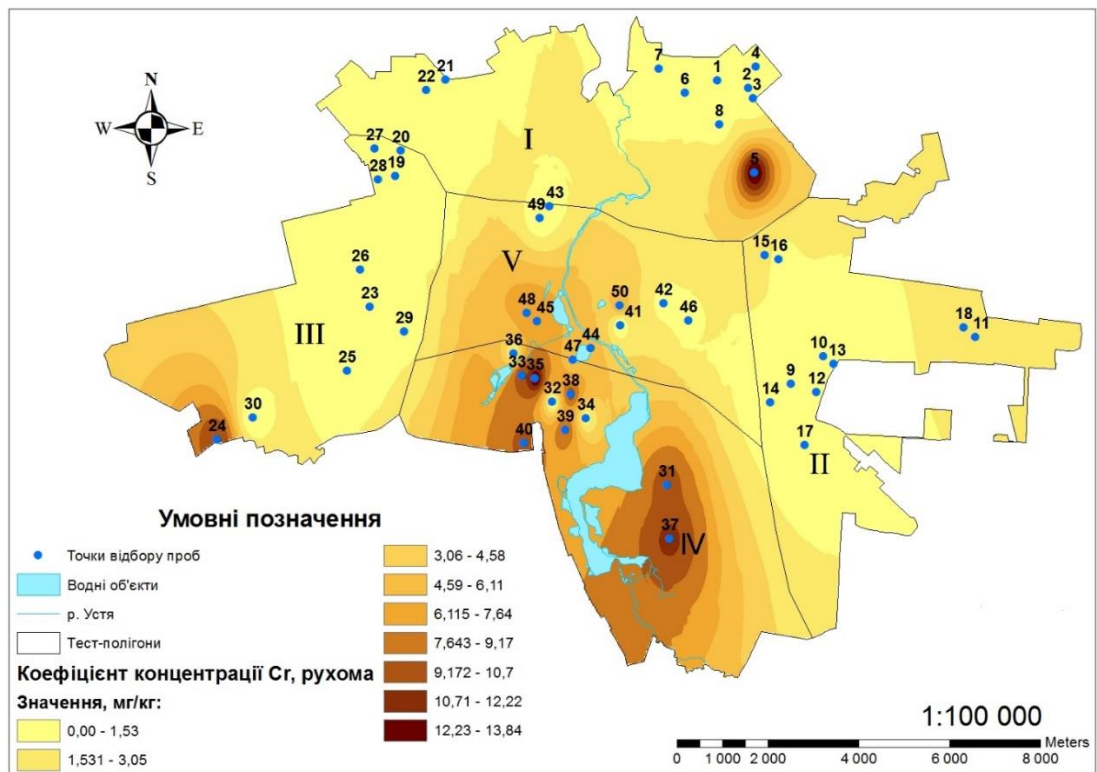 N
W E
S
4
7 1 2
6 3
21
22
8
I
27 20
28 19
5
43
49
15 16
26
V
50 42
23 48 45 41 46
18 11
III 29
44
36 47 10 13
25 33 35
9
38 12
32 14
30 34
39
24 40 17
II
31
37 IV
Умовні позначення
Точки відбору проб
Водні об'єкти
р. Устя
Тест-полігони
Коефіцієнт концентрації Cr, рухома
Значення, мг/кг:
0,00 - 1,53
1,531 - 3,05
3,06 - 4,58
4,59 - 6,11
6,115 - 7,64
7,643 - 9,17
9,172 - 10,7
10,71 - 12,22
12,23 - 13,84
1:100 000
Meters
0 1 000 2 000 4 000 6 000 8 000